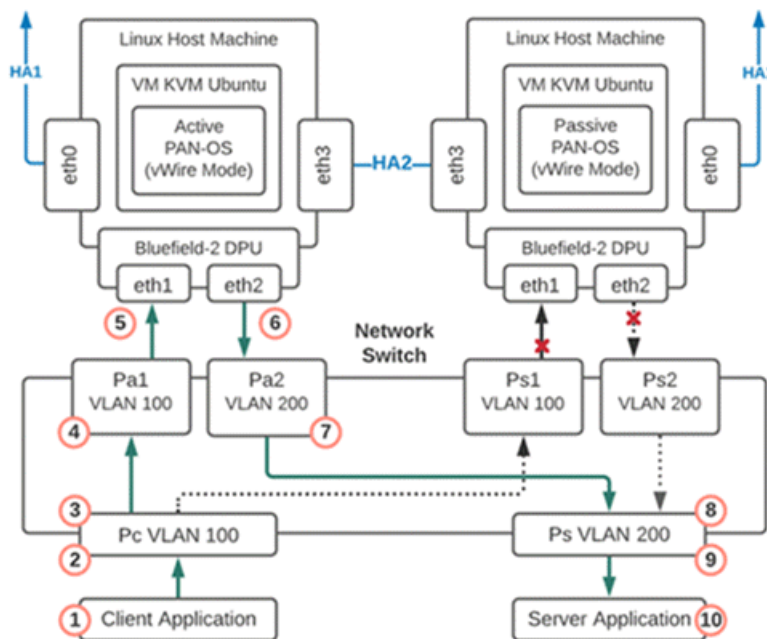 Linux Host Machine
Linux Host Machine
HA1
VM KVM Ubuntu
VM KVM Ubuntu
Active
PAN-OS
(vWire Mode)
Passive
PAN-OS
(vWire Mode)
eth0
eth3
HA2
eth3
eth0
Bluefield-2 DPU
Bluefield-2 DPU
eth1
eth2
eth1
eth2
5
6
Network
Switch
Pa1
VLAN 100
Pa2
VLAN 200
Ps1
VLAN 100
Ps2
VLAN 200
4
7
3
8
Pc VLAN 100
Ps VLAN 200
2
9
1
Client Application
Server Application
10